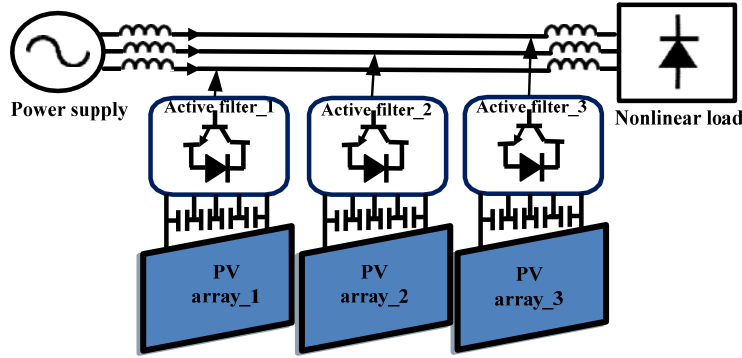 Power supply
Active filter_1
Active filter_2
Active filter_3
Nonlinear load
PV
array_1
PV
array_2
PV
array_3